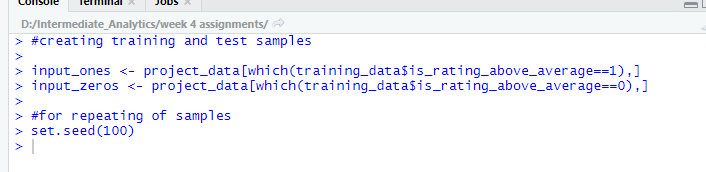 Console Terminal Jobs
D:/Intermediate_Analytics/week 4 assignments/
> #creating training and test samples
>
> input_ones <- project_data[which(training_data$is_rating_above_average==1),]
> input_zeros <- project_data[which(training_data$is_rating_above_average==0),]
>
> #for repeating of samples
> set.seed(100)
>